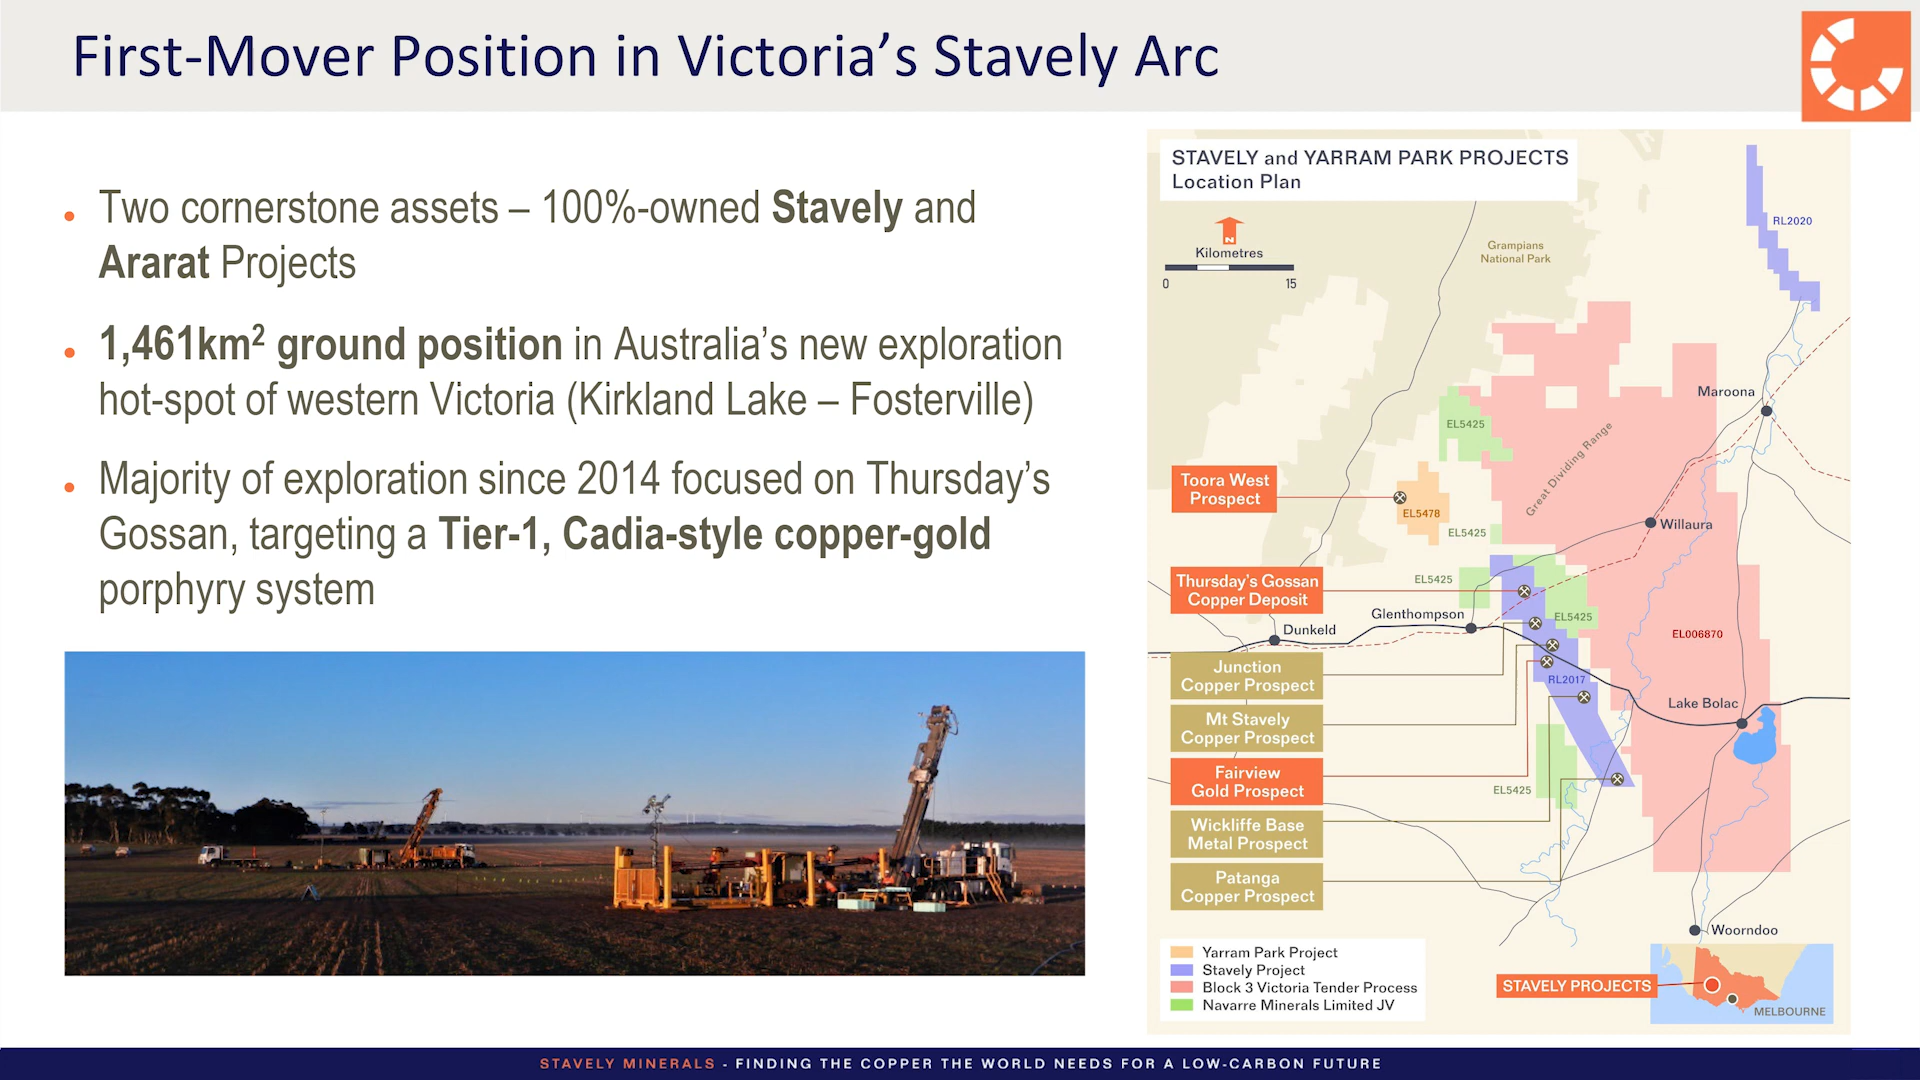 First-Mover Position in Victoria's Stavely Arc
• Two cornerstone assets – 100%-owned Stavely and
Ararat Projects
• 1,461km² ground position in Australia's new exploration
hot-spot of western Victoria (Kirkland Lake – Fosterville)
• Majority of exploration since 2014 focused on Thursday's
Gossan, targeting a Tier-1, Cadia-style copper-gold
porphyry system
STAVELY and YARRAM PARK PROJECTS
Location Plan
N
Kilometres
0 15
Grampians
National Park
RL2020
Maroona
EL5425
Great Dividing Range
Toora West
Prospect
EL5478
EL5425
Willaura
Thursday's Gossan
Copper Deposit
EL5425
Glenthompson
EL5425
Dunkeld
EL006870
Junction
Copper Prospect
RL2017
Lake Bolac
Mt Stavely
Copper Prospect
Fairview
Gold Prospect
EL5425
Wickliffe Base
Metal Prospect
Patanga
Copper Prospect
Woorndoo
Yarram Park Project
Stavely Project
Block 3 Victoria Tender Process
Navarre Minerals Limited JV
STAVELY PROJECTS
MELBOURNE
STAVELY MINERALS - FINDING THE COPPER THE WORLD NEEDS FOR A LOW-CARBON FUTURE